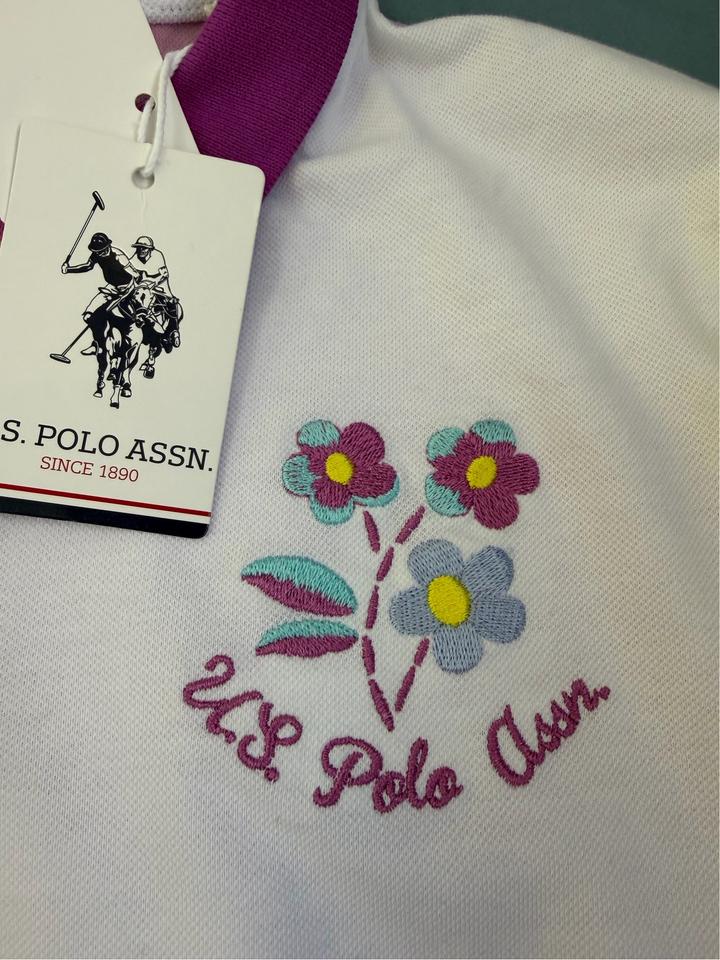 S. POLO ASSN.
SINCE 1890
U.S. Polo Assn.